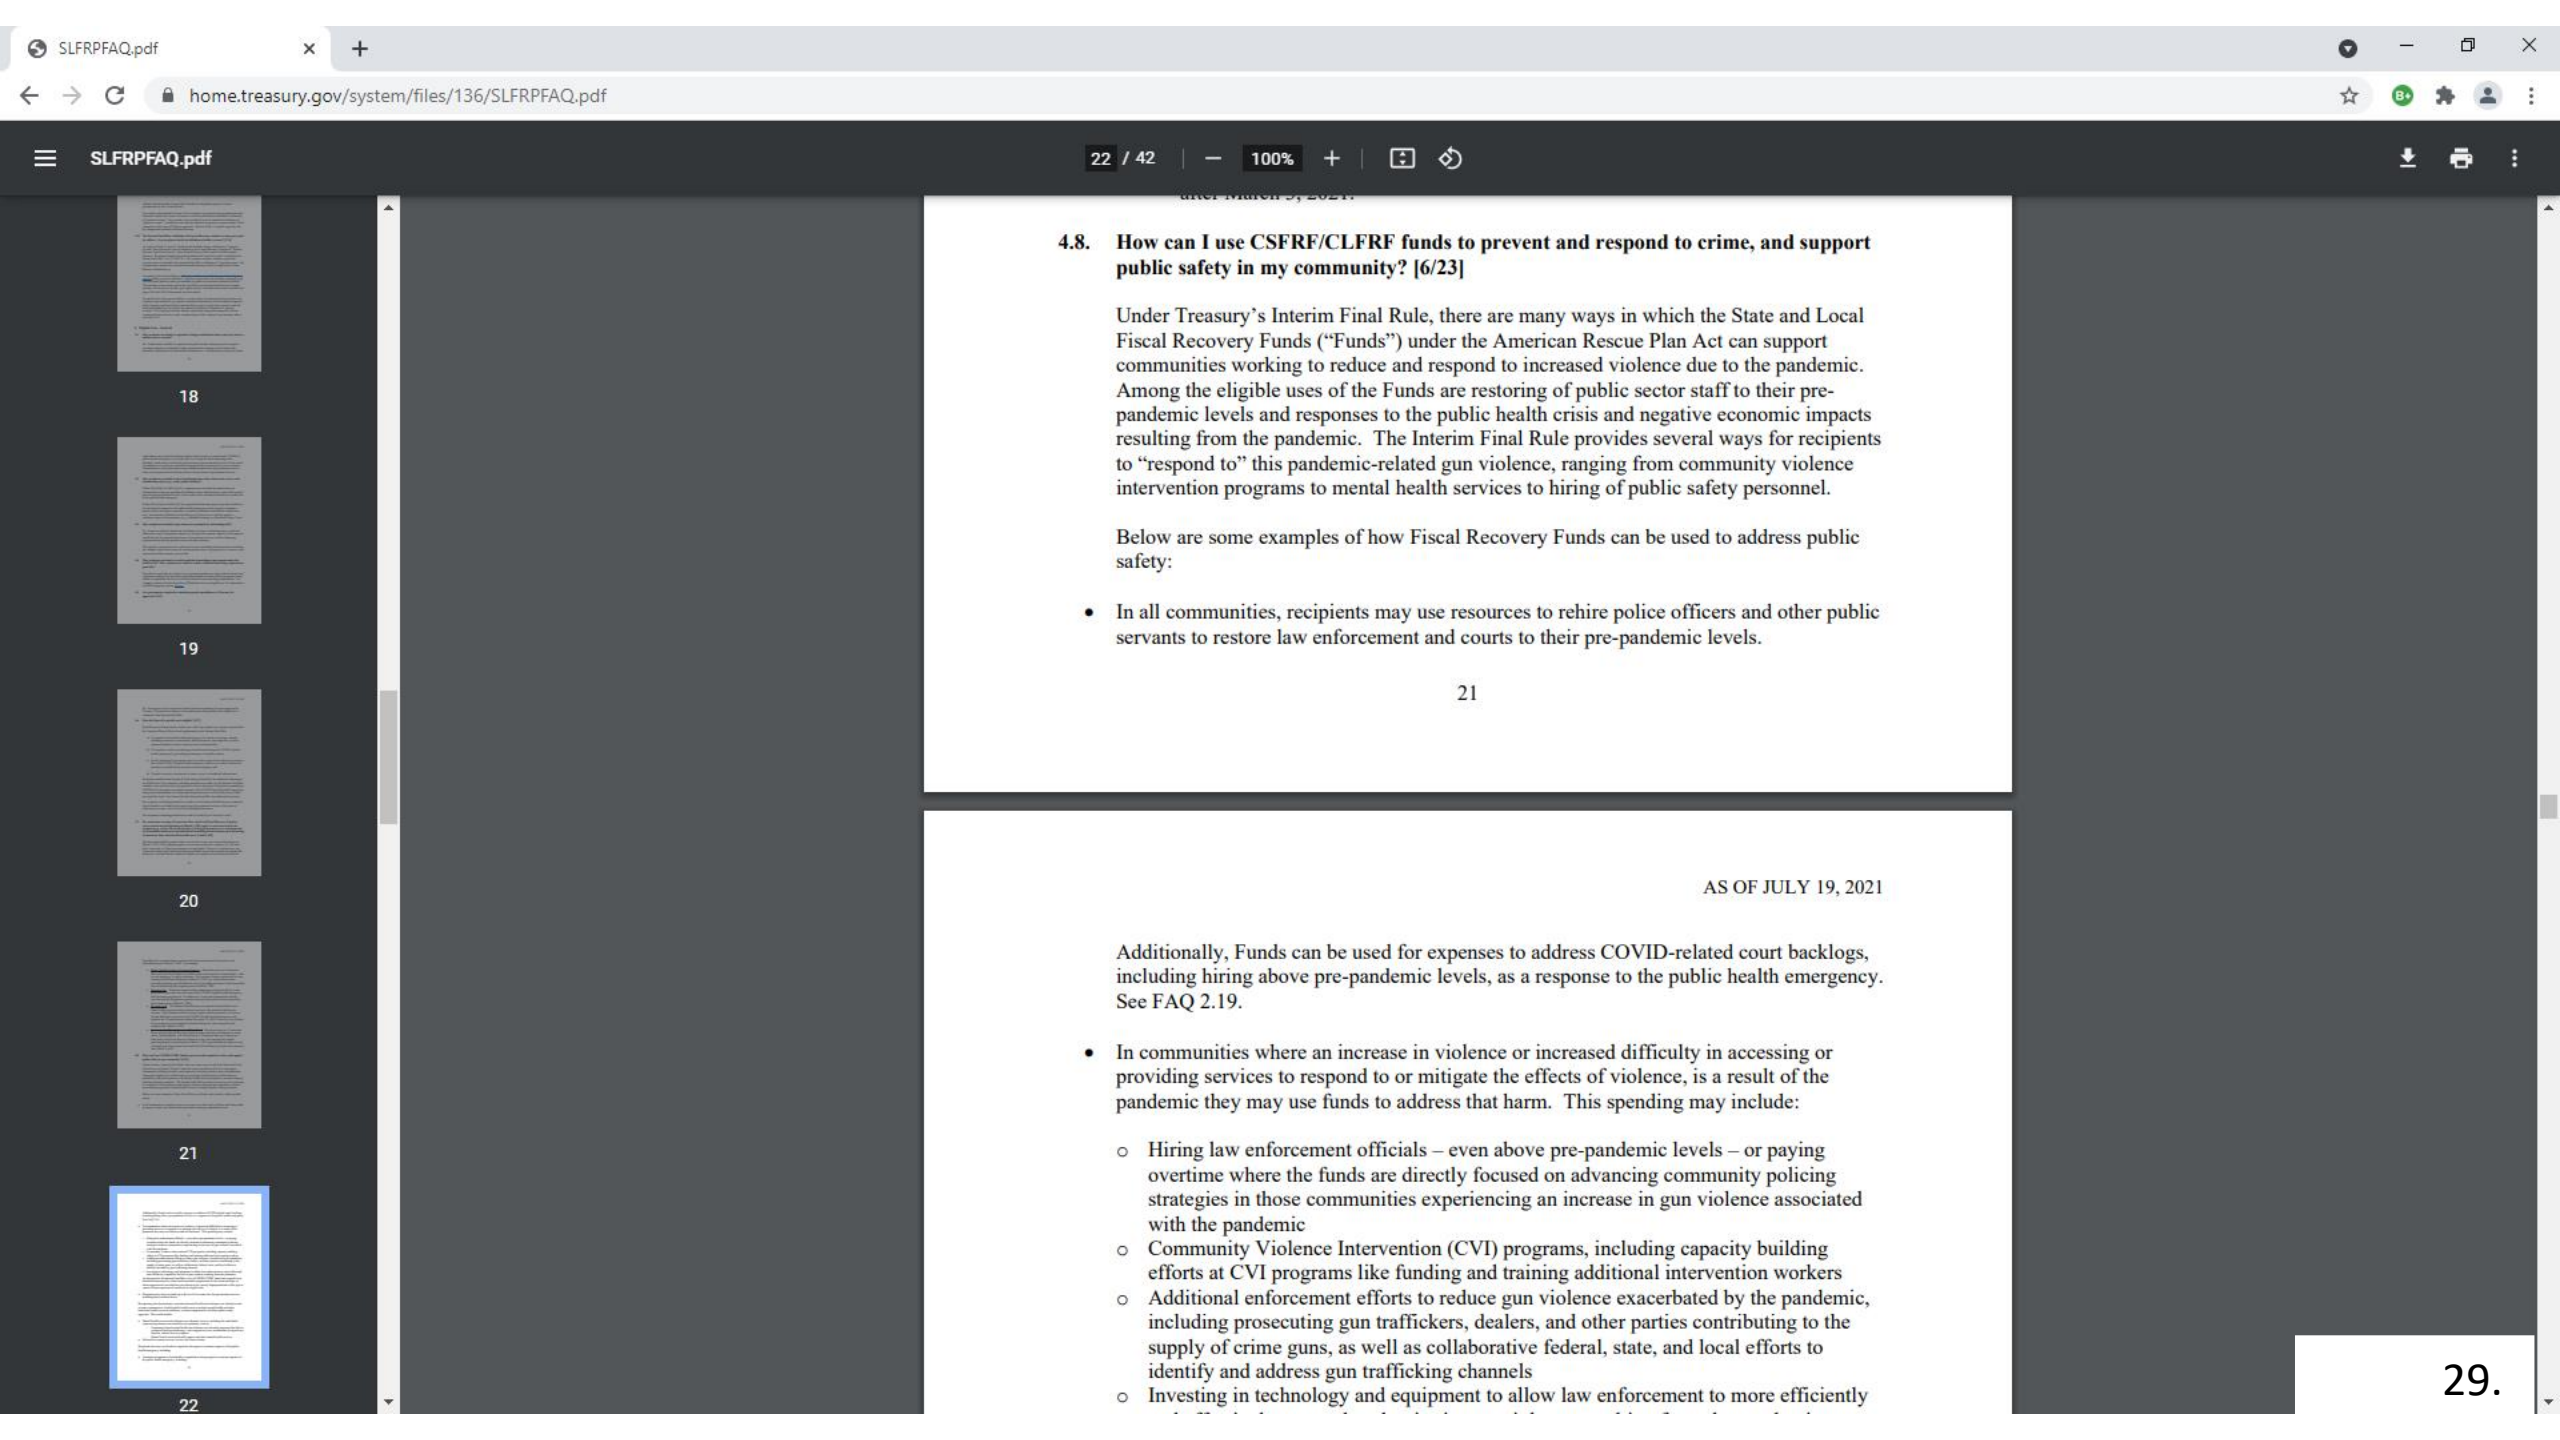 SLFRPFAQ.pdf
home.treasury.gov/system/files/136/SLFRPFAQ.pdf
B+
SLFRPFAQ.pdf
22 / 42
100%
18
19
20
21
22
4.8. How can I use CSFRF/CLFRF funds to prevent and respond to crime, and support
public safety in my community? [6/23]
Under Treasury’s Interim Final Rule, there are many ways in which the State and Local
Fiscal Recovery Funds (“Funds”) under the American Rescue Plan Act can support
communities working to reduce and respond to increased violence due to the pandemic.
Among the eligible uses of the Funds are restoring of public sector staff to their pre-
pandemic levels and responses to the public health crisis and negative economic impacts
resulting from the pandemic.  The Interim Final Rule provides several ways for recipients
to “respond to” this pandemic-related gun violence, ranging from community violence
intervention programs to mental health services to hiring of public safety personnel.
Below are some examples of how Fiscal Recovery Funds can be used to address public
safety:
• In all communities, recipients may use resources to rehire police officers and other public
servants to restore law enforcement and courts to their pre-pandemic levels.
21
AS OF JULY 19, 2021
Additionally, Funds can be used for expenses to address COVID-related court backlogs,
including hiring above pre-pandemic levels, as a response to the public health emergency.
See FAQ 2.19.
• In communities where an increase in violence or increased difficulty in accessing or
providing services to respond to or mitigate the effects of violence, is a result of the
pandemic they may use funds to address that harm.  This spending may include:
o Hiring law enforcement officials – even above pre-pandemic levels – or paying
overtime where the funds are directly focused on advancing community policing
strategies in those communities experiencing an increase in gun violence associated
with the pandemic
o Community Violence Intervention (CVI) programs, including capacity building
efforts at CVI programs like funding and training additional intervention workers
o Additional enforcement efforts to reduce gun violence exacerbated by the pandemic,
including prosecuting gun traffickers, dealers, and other parties contributing to the
supply of crime guns, as well as collaborative federal, state, and local efforts to
identify and address gun trafficking channels
o Investing in technology and equipment to allow law enforcement to more efficiently
29.